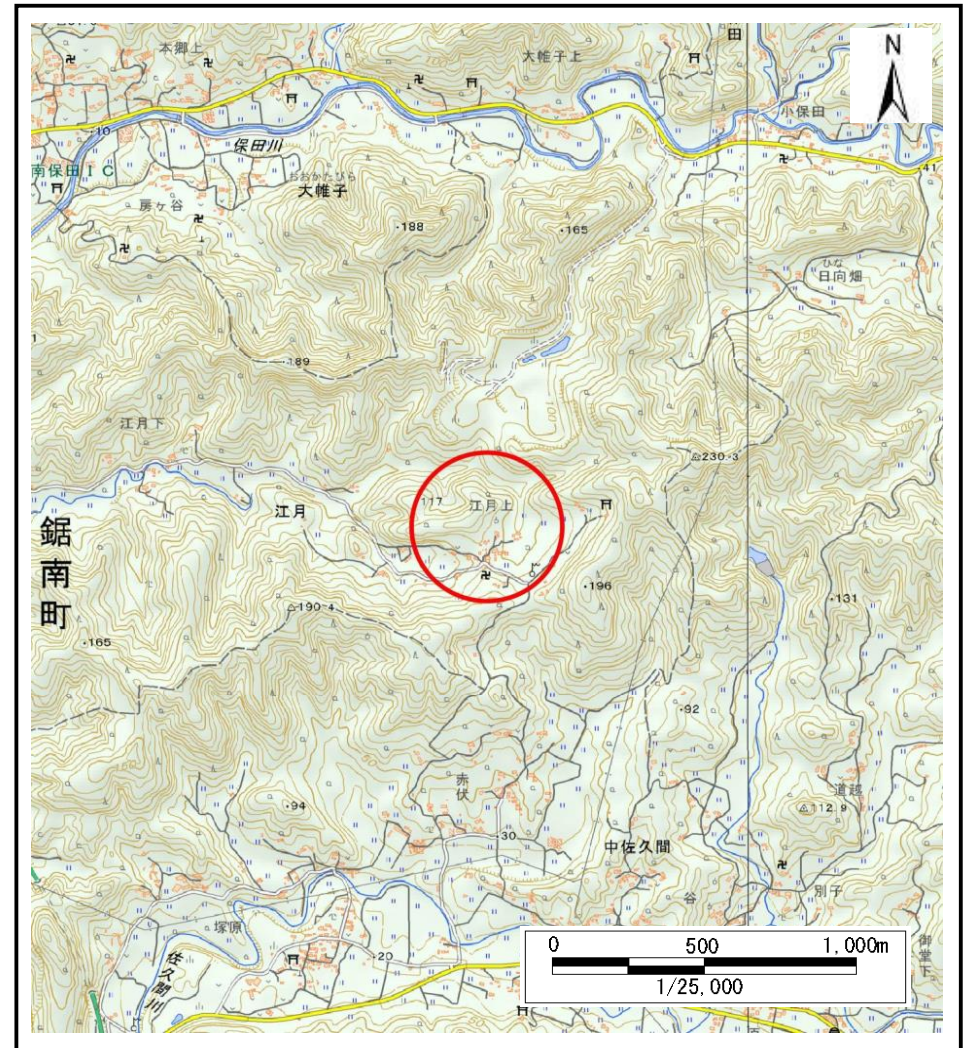 本郷上
大帷子上
田
N
小保田
10
保田川
南保田IC
おおかたびら
大帷子
41
房ヶ谷
188
165
ひな
日向畑
189
江月下
230.3
117
江月上
江月
鋸南町
196
131
190.4
165
92
赤伏
道越
94
112.9
30
中佐久間
別子
谷
塚原
御堂下
20
佐久間川
0 500 1,000m
1/25,000